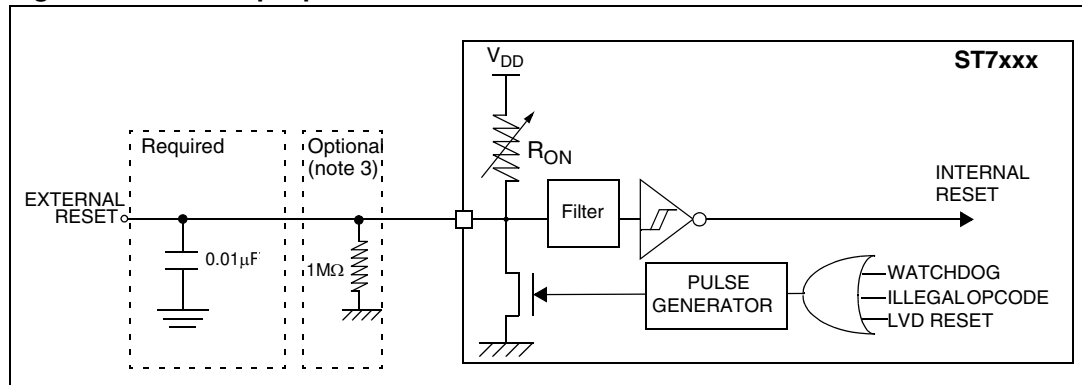 ST7xxx
VDD
RON
Required
Optional
(note 3)
EXTERNAL
RESET
0.01µF
1MΩ
Filter
INTERNAL
RESET
PULSE
GENERATOR
WATCHDOG
ILLEGAL OPCODE
LVD RESET